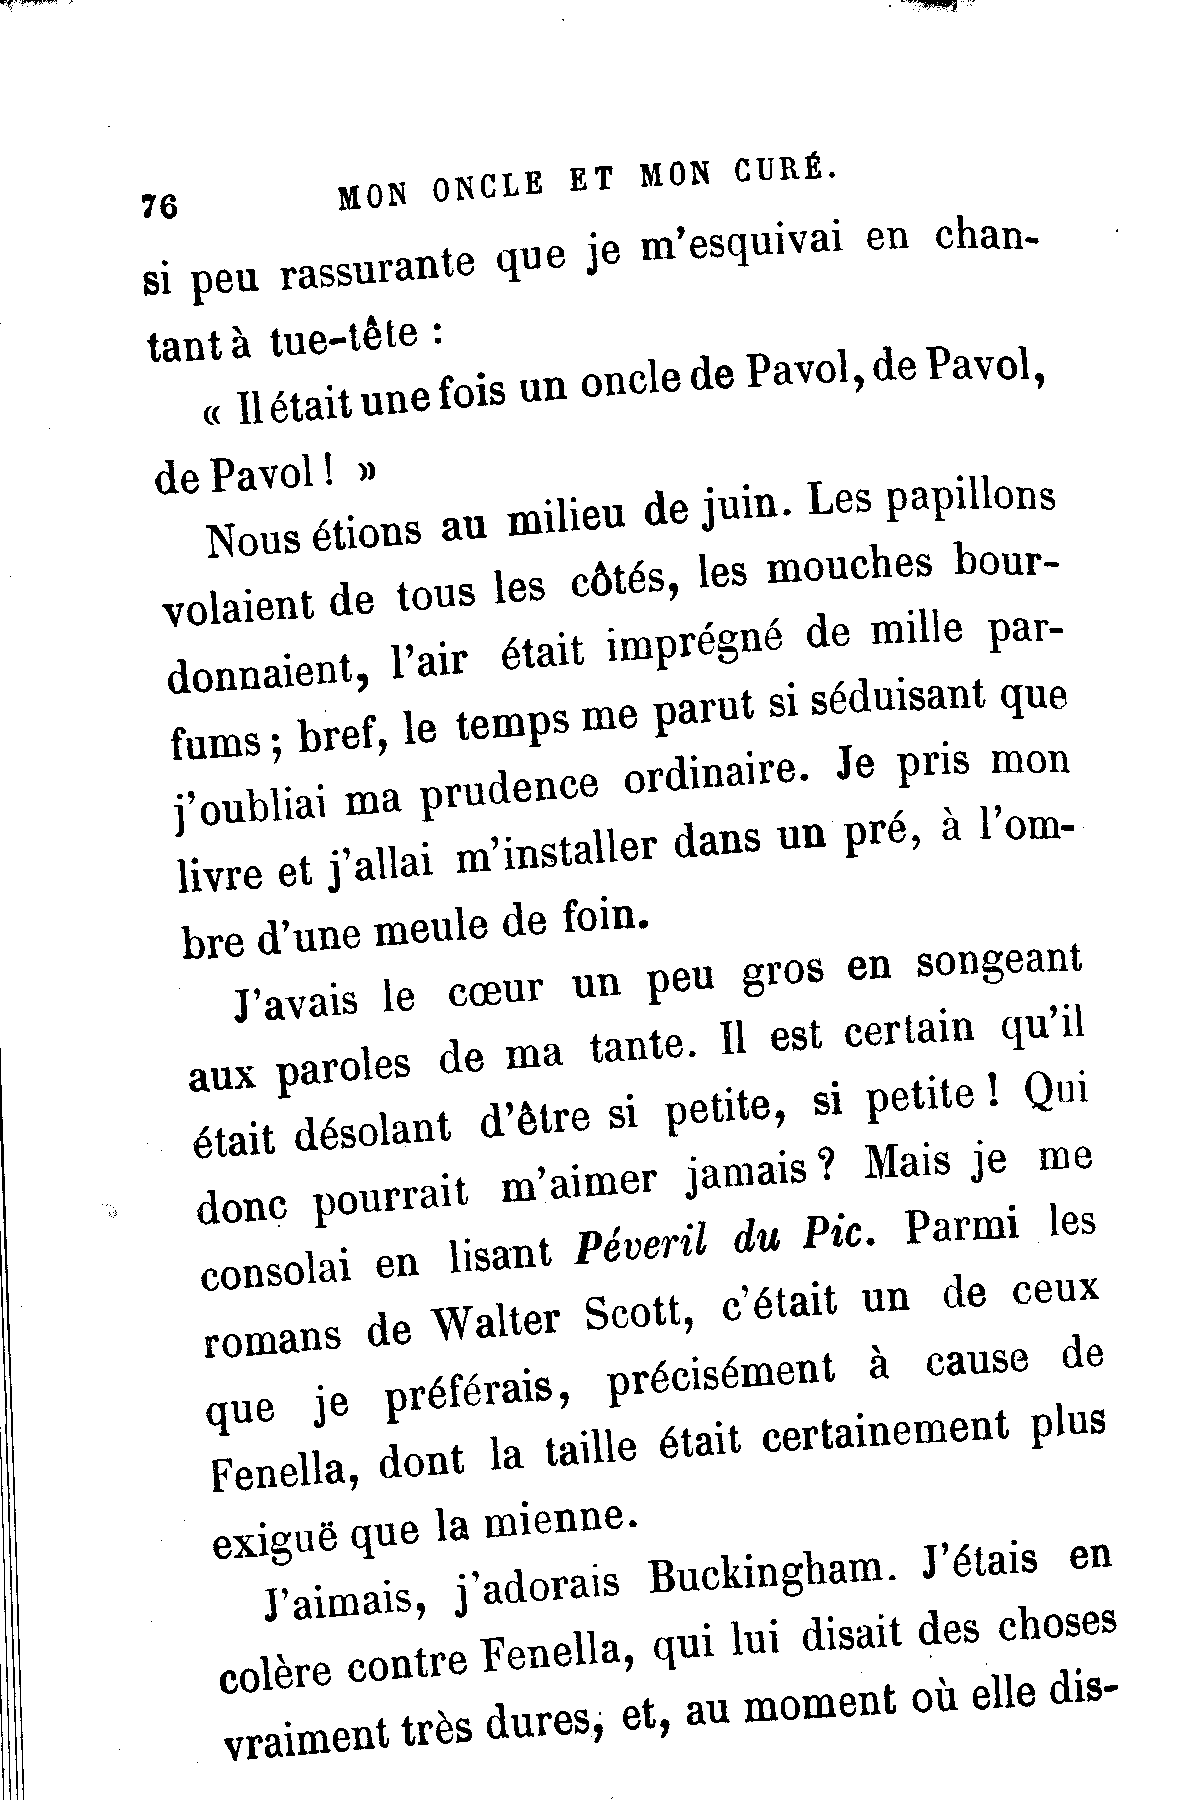 76 MON ONCLE ET MON CURÉ.
si peu rassurante que je m'esquivai en chan-
tant à tue-tête :
« Il était une fois un oncle de Pavol, de Pavol,
de Pavol ! »
Nous étions au milieu de juin. Les papillons
volaient de tous les côtés, les mouches bour-
donnaient, l'air était imprégné de mille par-
fums ; bref, le temps me parut si séduisant que
j'oubliai ma prudence ordinaire. Je pris mon
livre et j'allai m'installer dans un pré, à l'om-
bre d'une meule de foin.
J'avais le cœur un peu gros en songeant
aux paroles de ma tante. Il est certain qu'il
était désolant d'être si petite, si petite ! Qui
donc pourrait m'aimer jamais ? Mais je me
consolai en lisant Péveril du Pic. Parmi les
romans de Walter Scott, c'était un de ceux
que je préférais, précisément à cause de
Fenella, dont la taille était certainement plus
exiguë que la mienne.
J'aimais, j'adorais Buckingham. J'étais en
colère contre Fenella, qui lui disait des choses
vraiment très dures, et, au moment où elle dis-